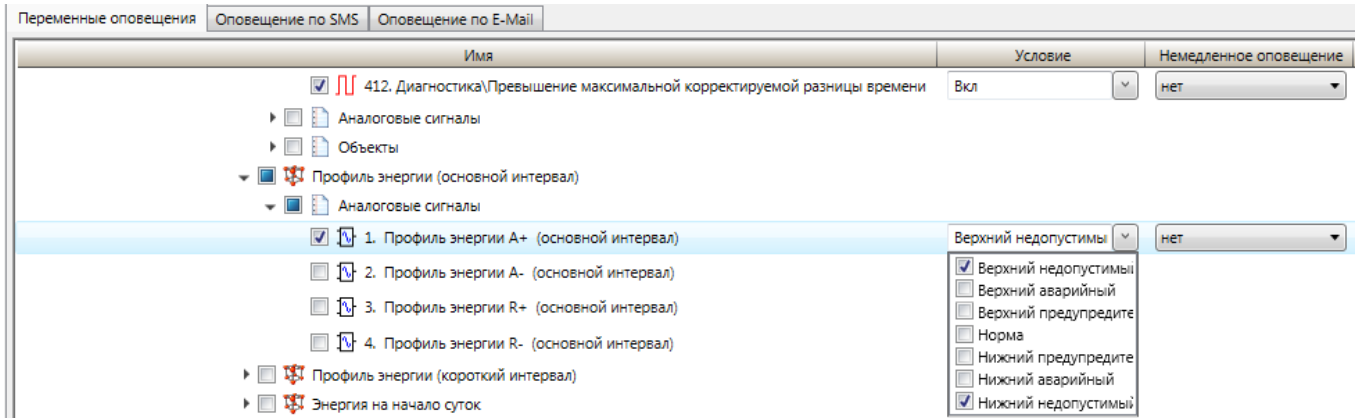 Переменные оповещения Оповещение по SMS Оповещение по E-Mail
Имя Условие Немедленное оповещение
412. Диагностика\Превышение максимальной корректируемой разницы времени Вкл нет
Аналоговые сигналы
Объекты
Профиль энергии (основной интервал)
Аналоговые сигналы
1. Профиль энергии A+ (основной интервал) Верхний недопустимы нет
Верхний недопустимый
2. Профиль энергии A- (основной интервал)
Верхний аварийный
3. Профиль энергии R+ (основной интервал) Верхний предупредите
Норма
4. Профиль энергии R- (основной интервал)
Нижний предупредите
Профиль энергии (короткий интервал) Нижний аварийный
Энергия на начало суток Нижний недопустимый